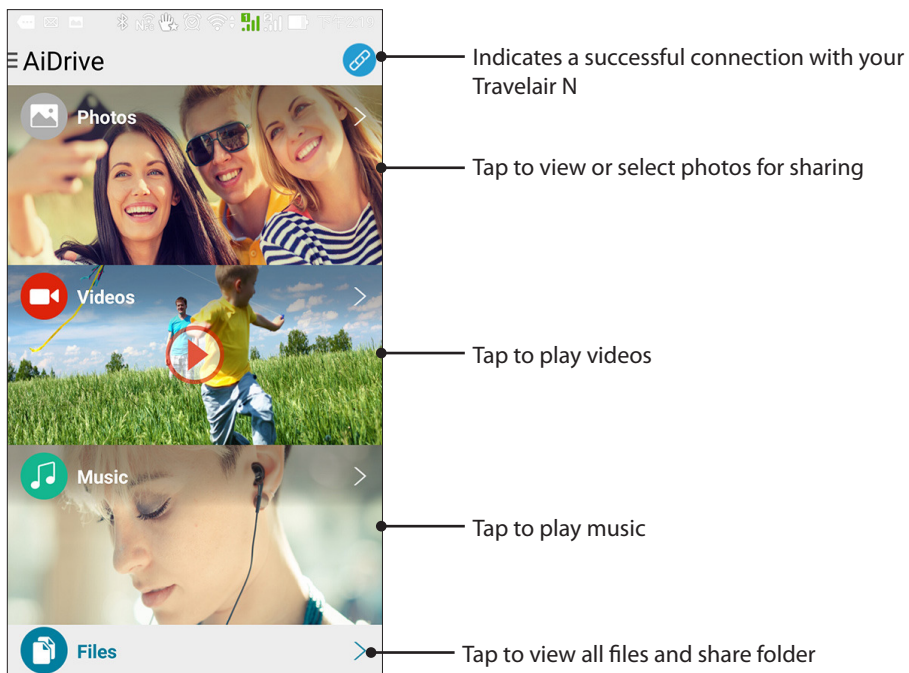 AiDrive
Indicates a successful connection with your
Travelair N
Photos
Tap to view or select photos for sharing
Videos
Tap to play videos
Music
Tap to play music
Files
Tap to view all files and share folder